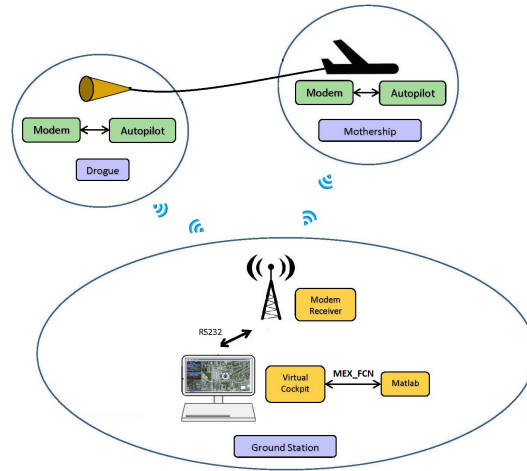 Modem
Autopilot
Mothership
Modem
Autopilot
Drogue
Modem
Receiver
RS232
Virtual
Cockpit
MEX_FCN
Matlab
Ground Station